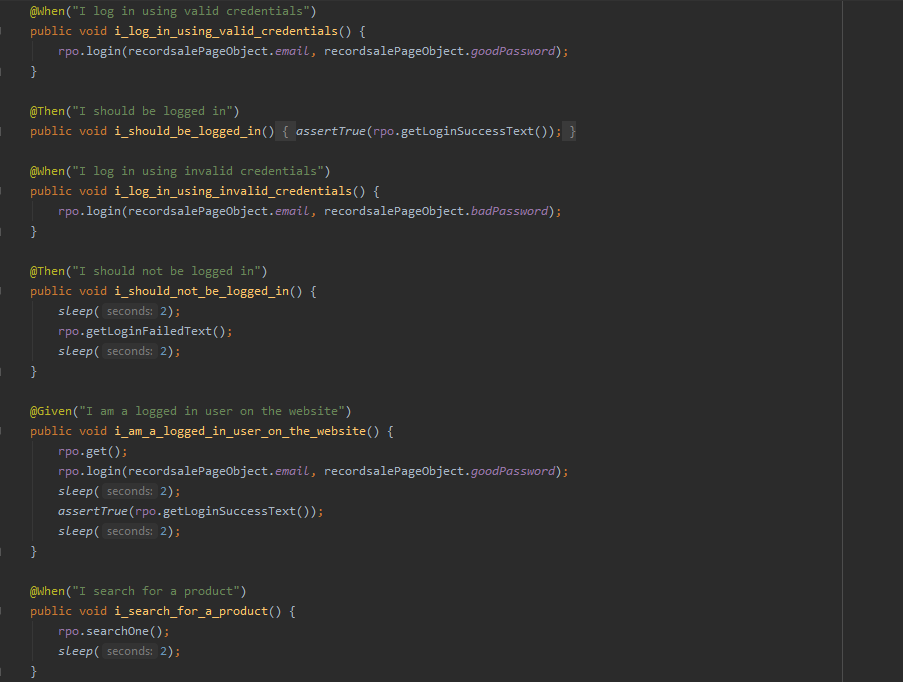 @When("I log in using valid credentials")
public void i_log_in_using_valid_credentials() {
    rpo.login(recordsalePageObject.email, recordsalePageObject.goodPassword);
}

@Then("I should be logged in")
public void i_should_be_logged_in() { assertTrue(rpo.getLoginSuccessText()); }

@When("I log in using invalid credentials")
public void i_log_in_using_invalid_credentials() {
    rpo.login(recordsalePageObject.email, recordsalePageObject.badPassword);
}

@Then("I should not be logged in")
public void i_should_not_be_logged_in() {
    sleep( seconds: 2);
    rpo.getLoginFailedText();
    sleep( seconds: 2);
}

@Given("I am a logged in user on the website")
public void i_am_a_logged_in_user_on_the_website() {
    rpo.get();
    rpo.login(recordsalePageObject.email, recordsalePageObject.goodPassword);
    sleep( seconds: 2);
    assertTrue(rpo.getLoginSuccessText());
    sleep( seconds: 2);
}

@When("I search for a product")
public void i_search_for_a_product() {
    rpo.searchOne();
    sleep( seconds: 2);
}